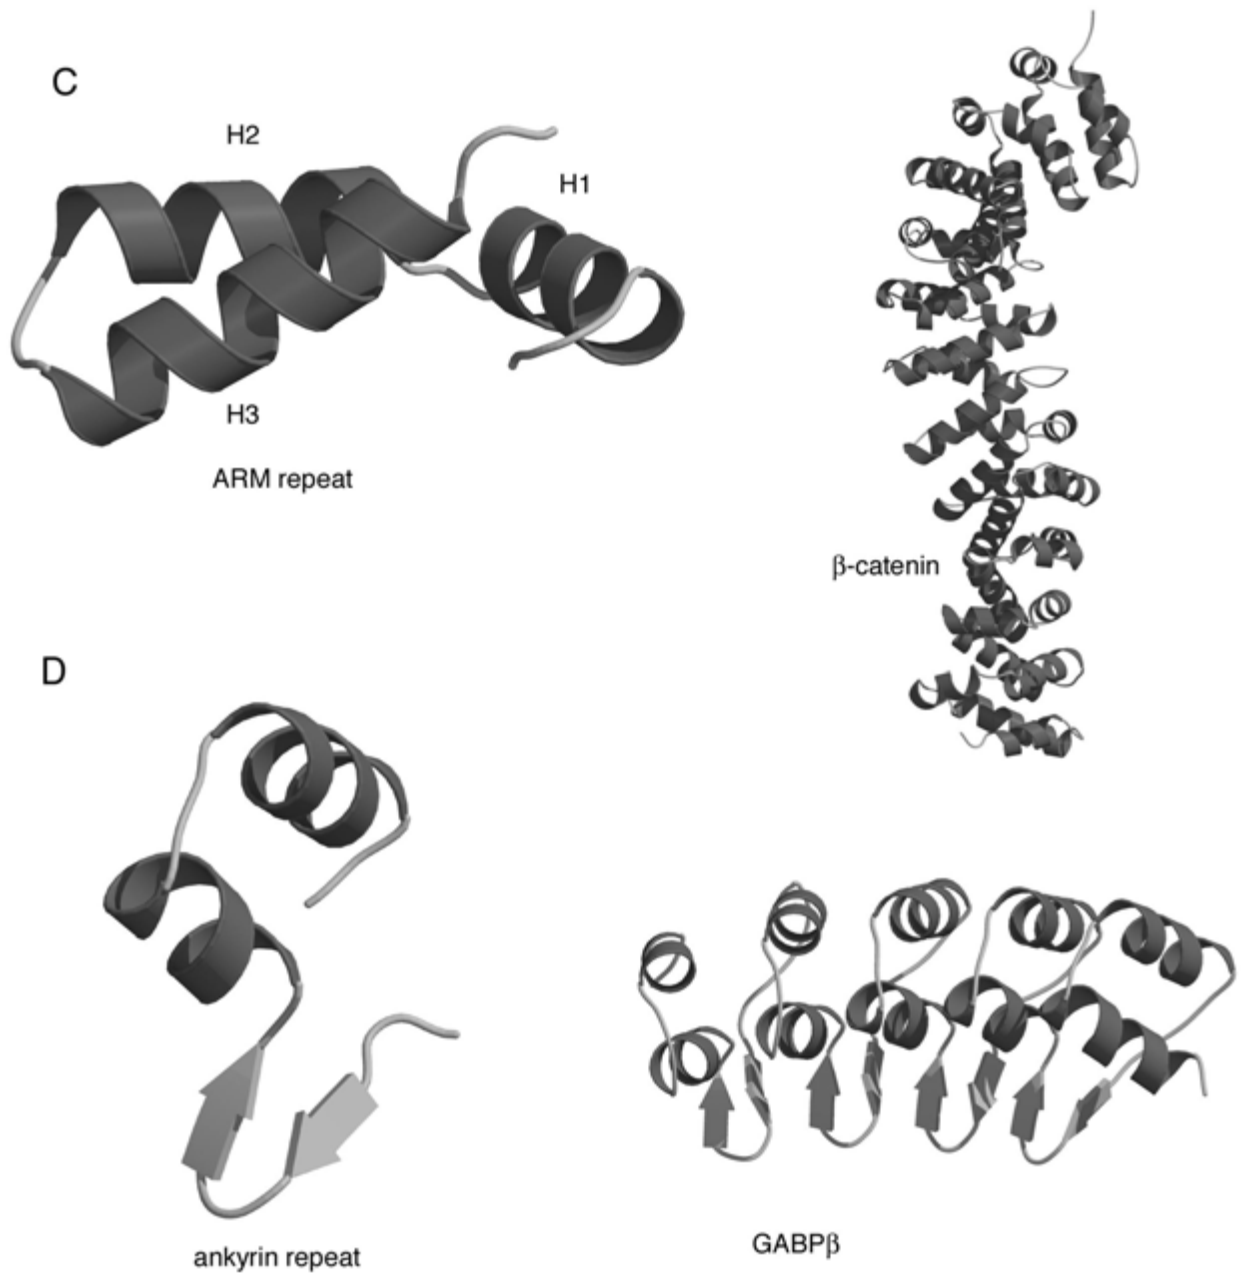 C
H2
H1
H3
ARM repeat
β-catenin
D
ankyrin repeat
GABPβ